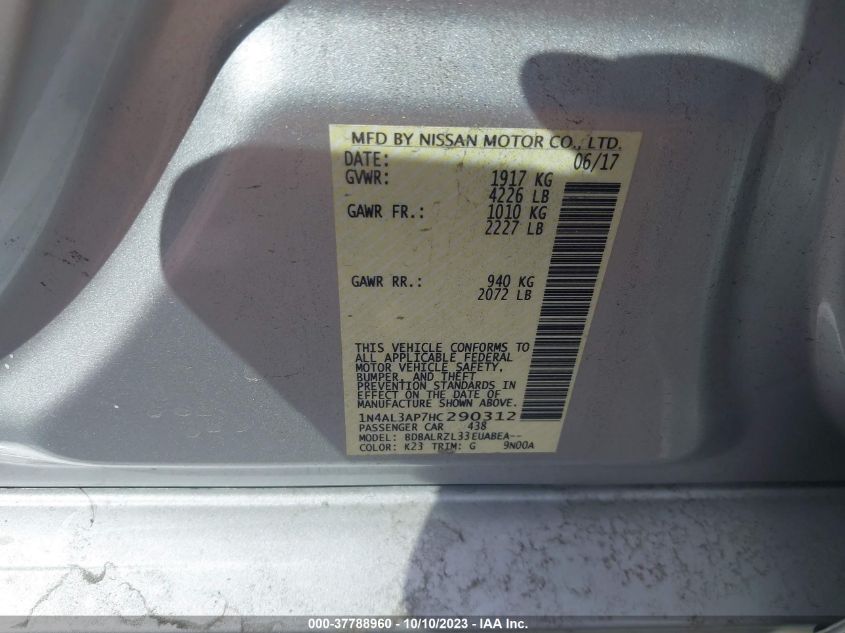 MFD BY NISSAN MOTOR CO., LTD.
DATE: 06/17
GVWR: 1917 KG
4226 LB
GAWR FR.: 1010 KG
2227 LB
GAWR RR.: 940 KG
2072 LB
THIS VEHICLE CONFORMS TO
ALL APPLICABLE FEDERAL
MOTOR VEHICLE SAFETY,
BUMPER, AND THEFT
PREVENTION STANDARDS IN
EFFECT ON THE DATE OF
MANUFACTURE SHOWN ABOVE.
1N4AL3AP7HC290312
PASSENGER CAR 438
MODEL: BDBALRZL33EUABEA--
COLOR: K23 TRIM: G 9N00A
000-37788960 - 10/10/2023 - IAA Inc.